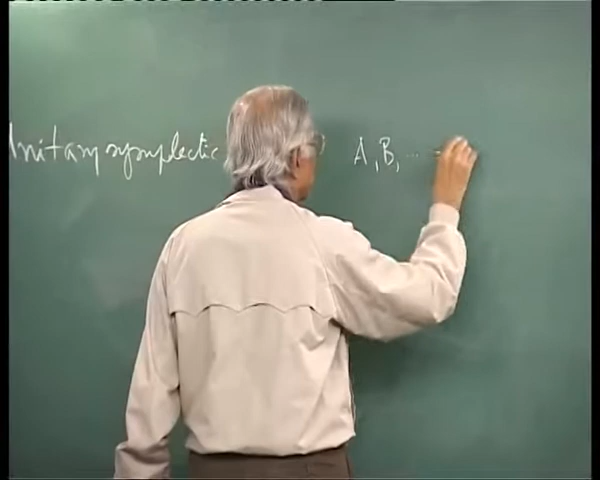 Unitary symplectic A, B, ... =